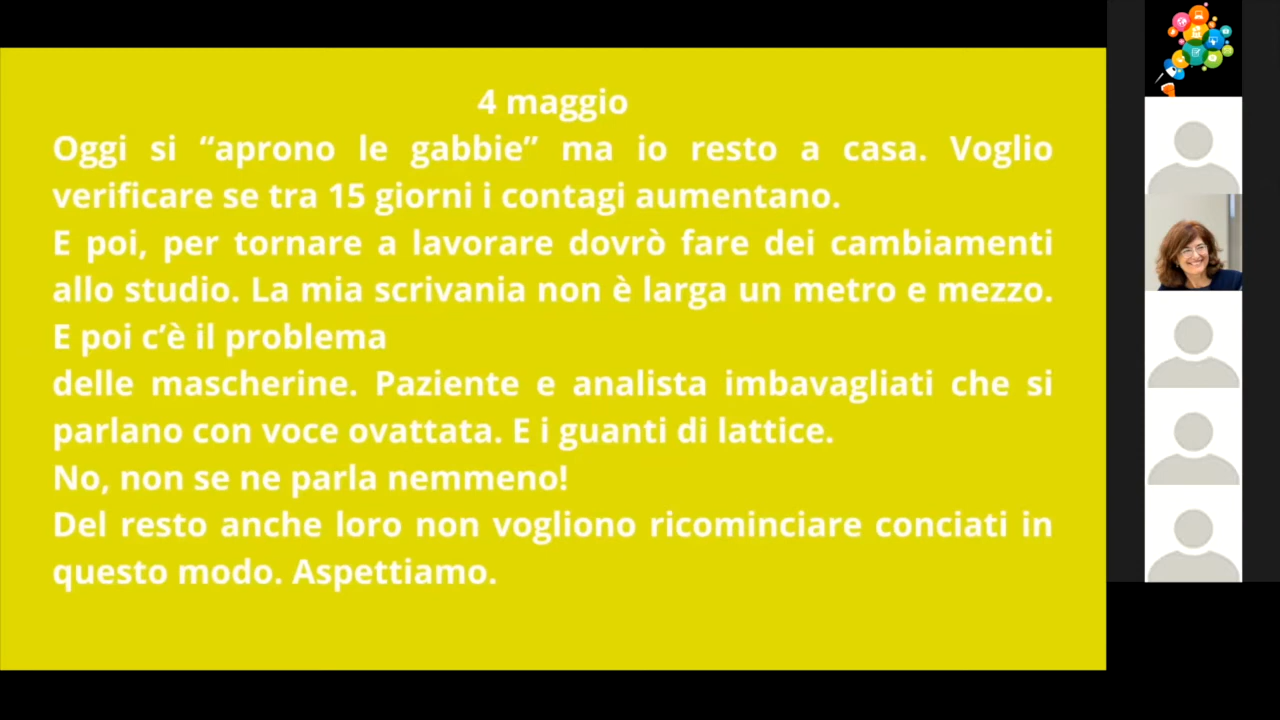 4 maggio
Oggi si “aprono le gabbie” ma io resto a casa. Voglio
verificare se tra 15 giorni i contagi aumentano.
E poi, per tornare a lavorare dovrò fare dei cambiamenti
allo studio. La mia scrivania non è larga un metro e mezzo.
E poi c’è il problema
delle mascherine. Paziente e analista imbavagliati che si
parlano con voce ovattata. E i guanti di lattice.
No, non se ne parla nemmeno!
Del resto anche loro non vogliono ricominciare conciati in
questo modo. Aspettiamo.